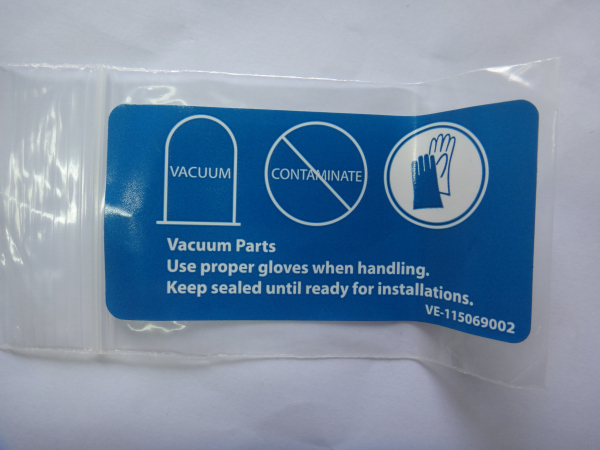 VACUUM
CONTAMINATE
Vacuum Parts
Use proper gloves when handling.
Keep sealed until ready for installations.
VE-115069002